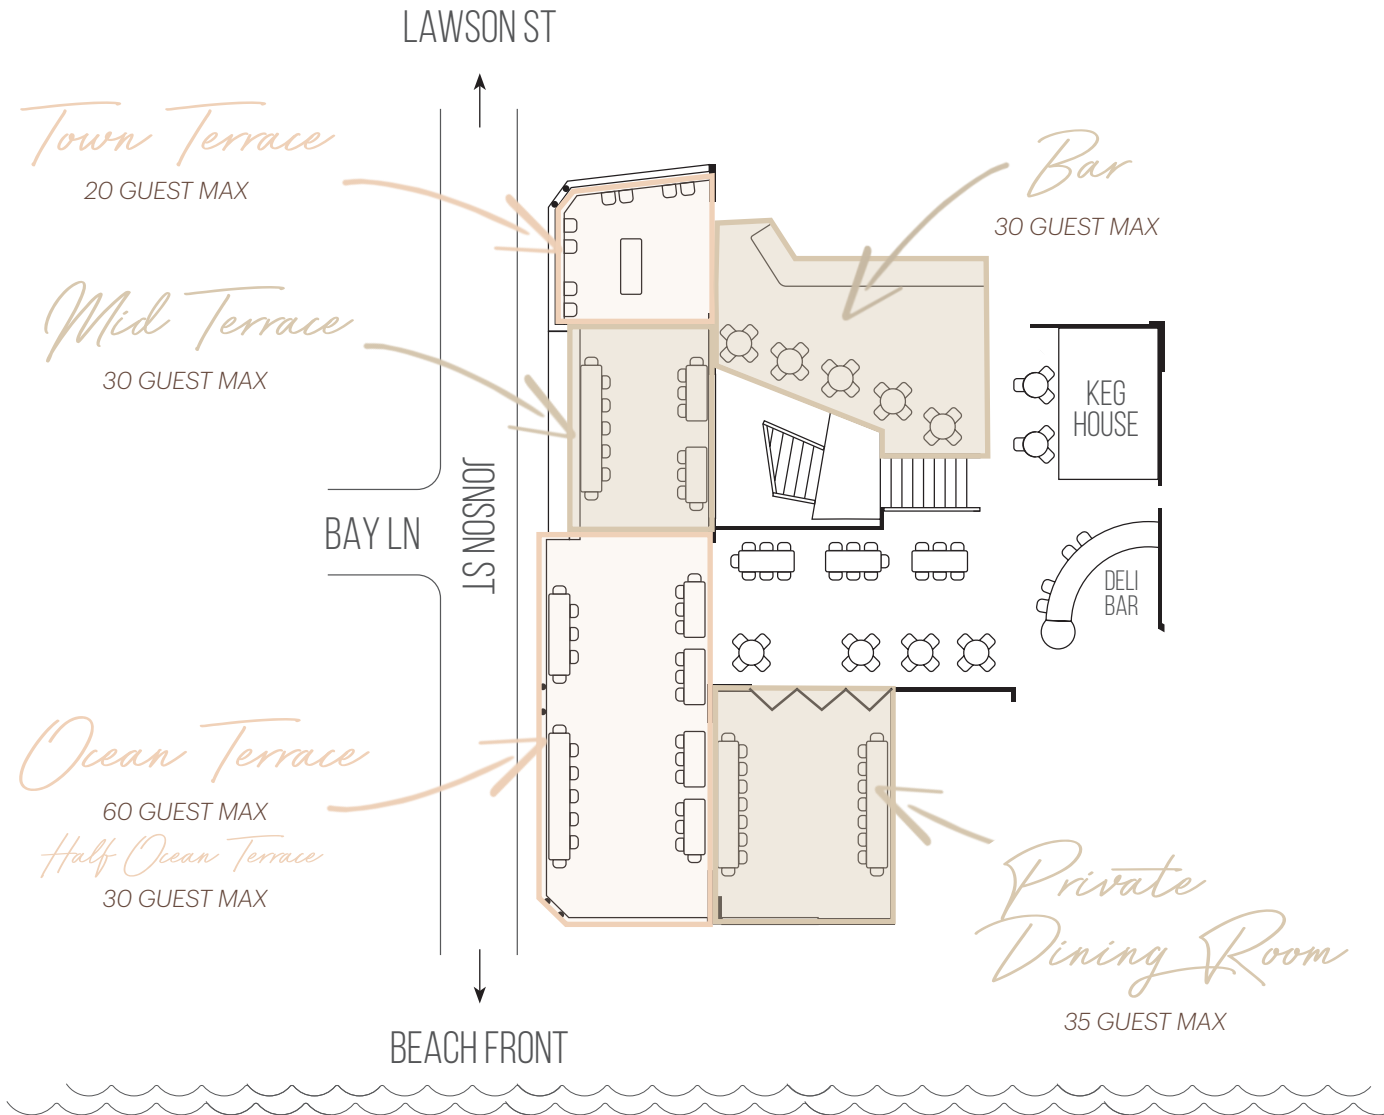 LAWSON ST
Town Terrace
20 GUEST MAX
Bar
30 GUEST MAX
Mid Terrace
30 GUEST MAX
KEG
HOUSE
JONSON ST
BAY LN
DELI
BAR
Ocean Terrace
60 GUEST MAX
Half Ocean Terrace
30 GUEST MAX
Private
Dining Room
35 GUEST MAX
BEACH FRONT